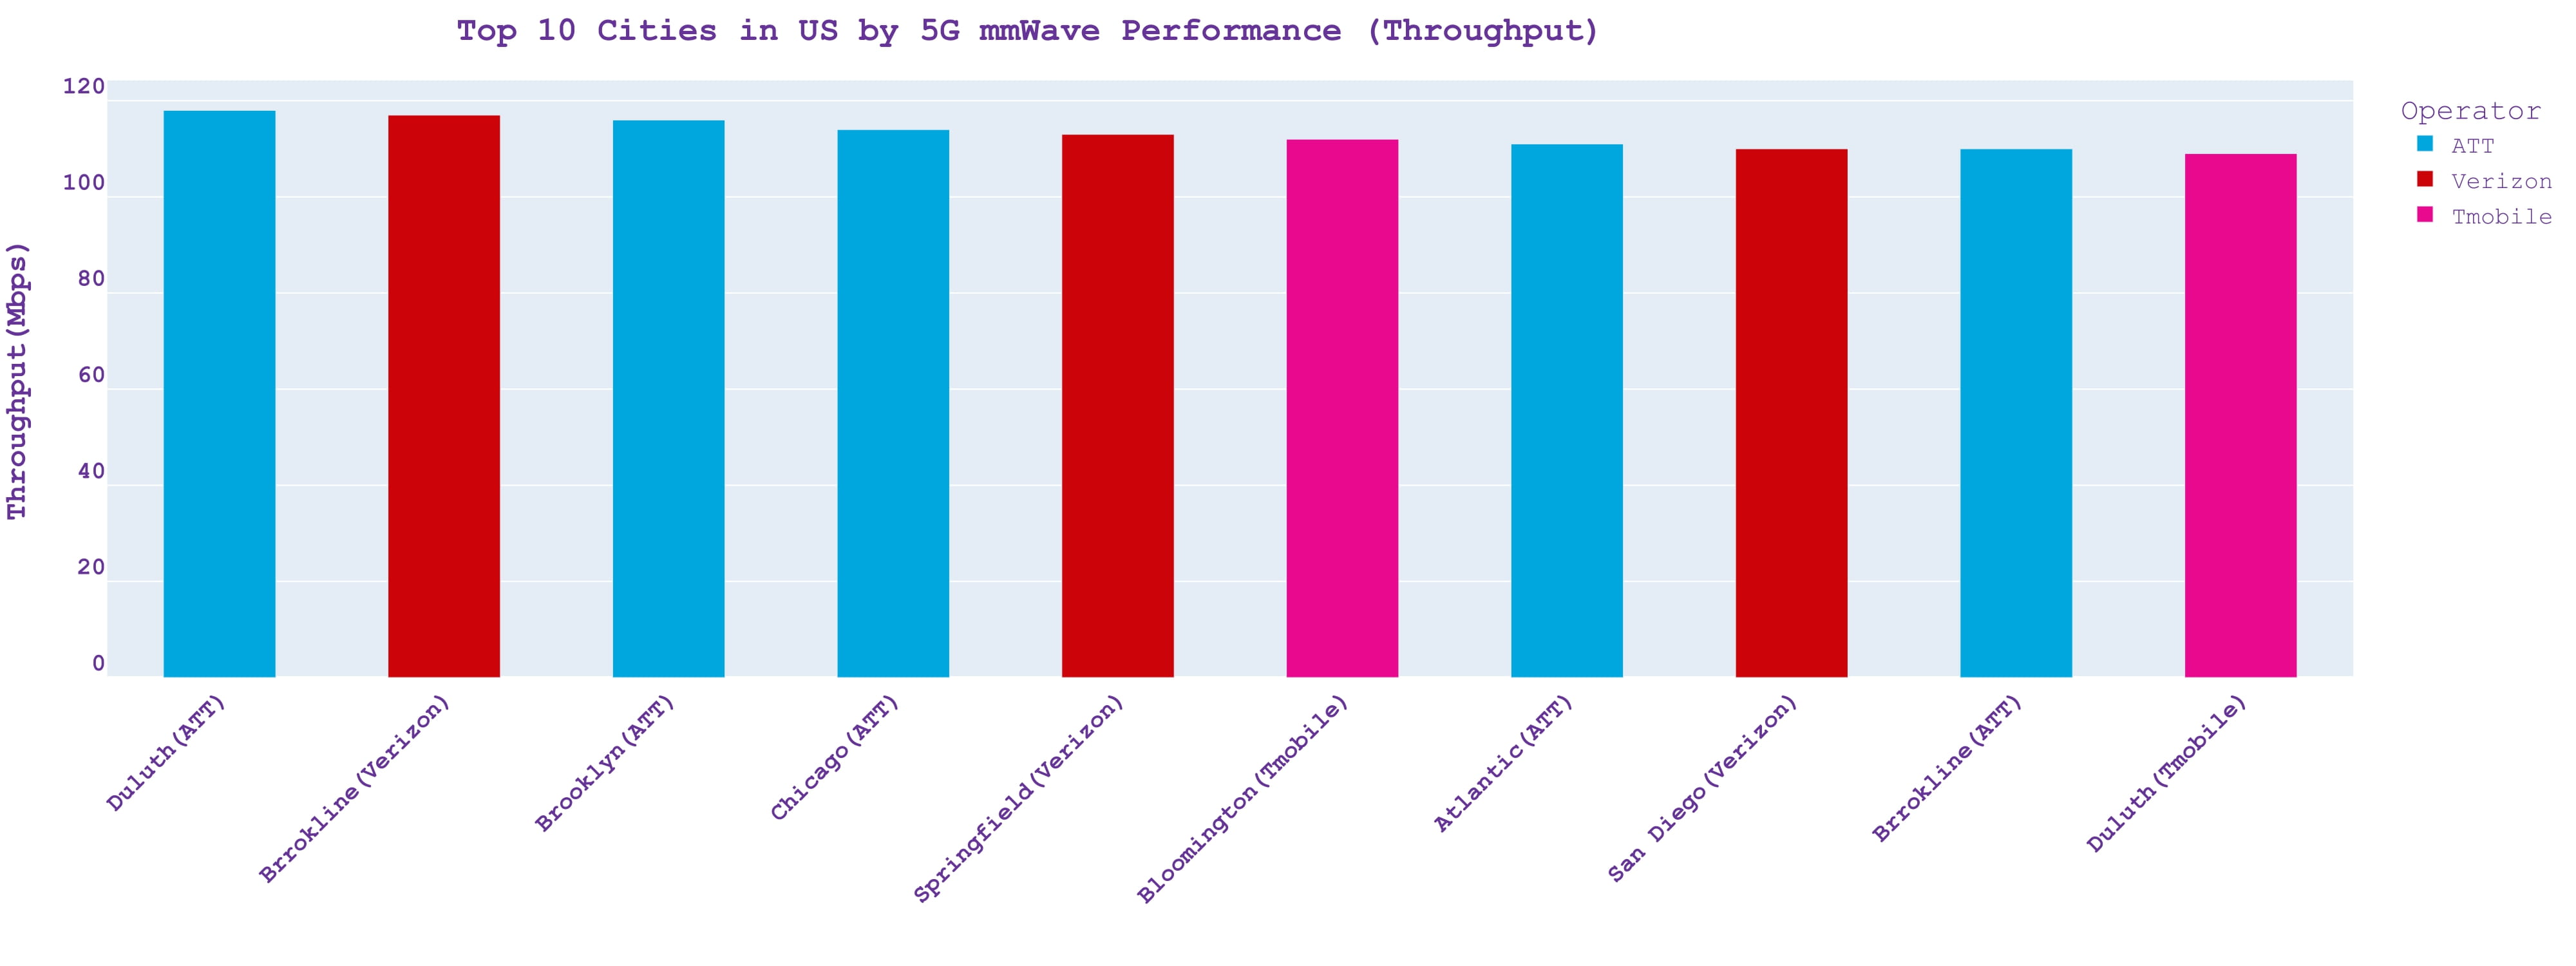 Top 10 Cities in US by 5G mmWave Performance (Throughput)
Throughput(Mbps)
120
100
80
60
40
20
0
Duluth(ATT)
Brrokline(Verizon)
Brooklyn(ATT)
Chicago(ATT)
Springfield(Verizon)
Bloomington(Tmobile)
Atlantic(ATT)
San Diego(Verizon)
Brrokline(ATT)
Duluth(Tmobile)
Operator
ATT
Verizon
Tmobile